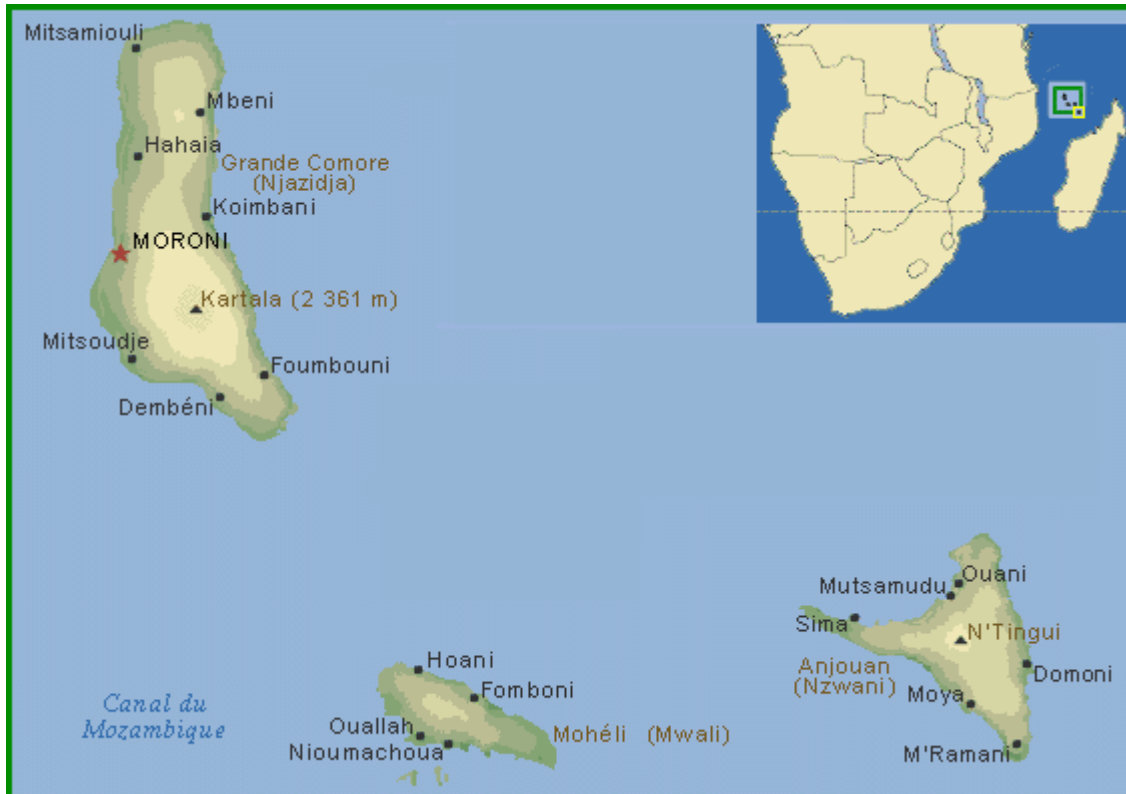 Mitsamiouli
Mbeni
Hahaia
Grande Comore
(Njazidja)
Koimbani
MORONI
Kartala (2 361 m)
Mitsoudje
Foumbouni
Dembéni
Ouani
Mutsamudu
Sima
N'Tingui
Anjouan
(Nzwani)
Domoni
Moya
M'Ramani
Hoani
Fomboni
Ouallah
Nioumachoua
Mohéli (Mwali)
Canal du
Mozambique